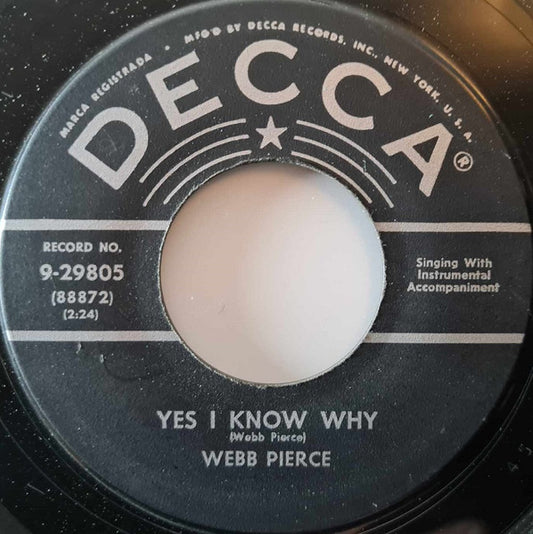 MARCA REGISTRADA • MFG'D BY DECCA RECORDS, INC., NEW YORK, U. S. A.
DECCA®
RECORD NO.
9-29805
(88872)
(2:24)
Singing With
Instrumental
Accompaniment
YES I KNOW WHY
(Webb Pierce)
WEBB PIERCE